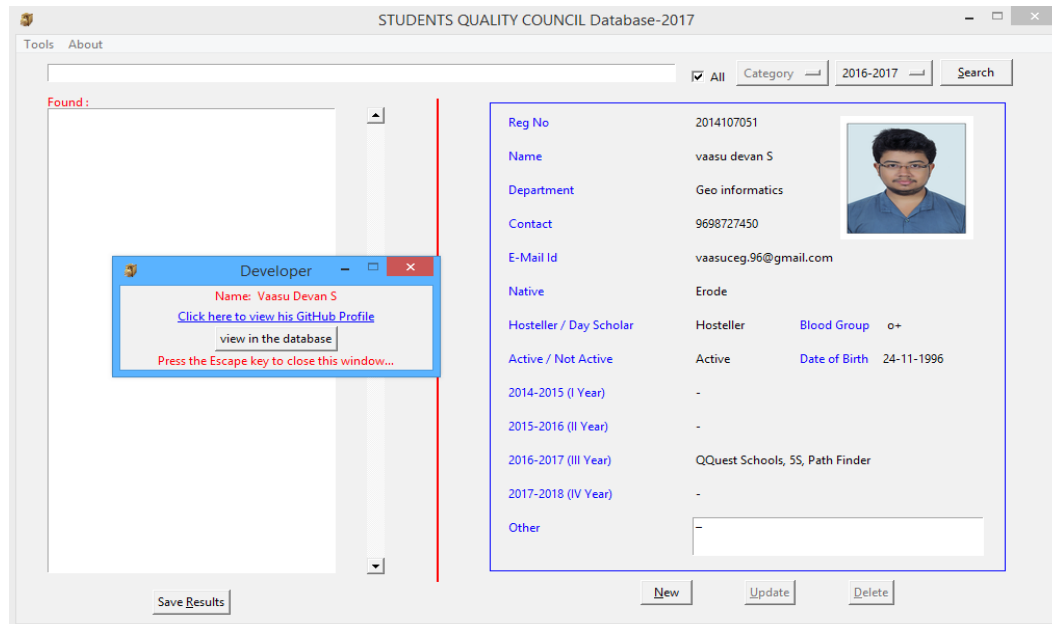 STUDENTS QUALITY COUNCIL Database-2017
Tools About
All Category 2016-2017 Search
Found :
Reg No 2014107051
Name vaasu devan S
Department Geo informatics
Contact 9698727450
E-Mail Id vaasuceg.96@gmail.com
Native Erode
Hosteller / Day Scholar Hosteller Blood Group o+
Active / Not Active Active Date of Birth 24-11-1996
2014-2015 (I Year) -
2015-2016 (II Year) -
2016-2017 (III Year) QQuest Schools, 5S, Path Finder
2017-2018 (IV Year) -
Other –
Developer
Name: Vaasu Devan S
Click here to view his GitHub Profile
view in the database
Press the Escape key to close this window...
Save Results
New Update Delete